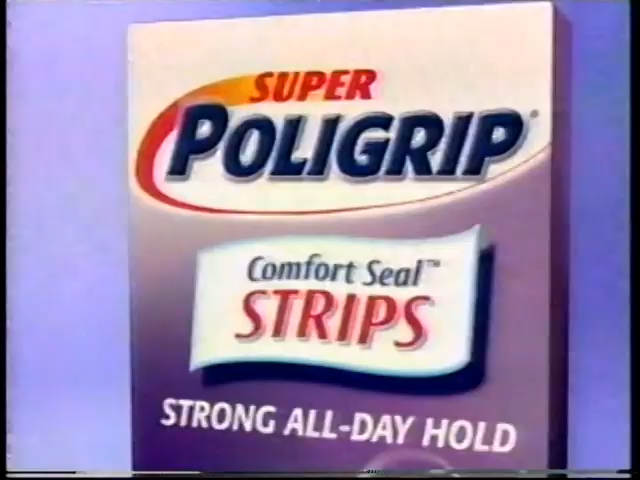 SUPER
POLIGRIP®
Comfort Seal™
STRIPS
STRONG ALL-DAY HOLD